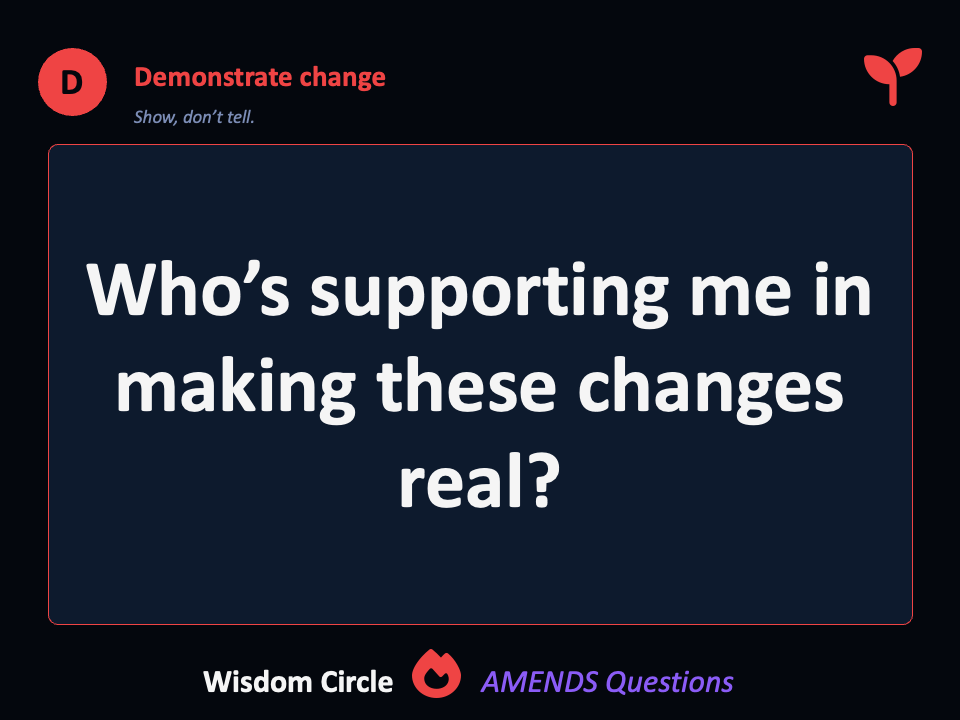 D
Demonstrate change
Show, don’t tell.
Who’s supporting me in
making these changes
real?
Wisdom Circle
AMENDS Questions